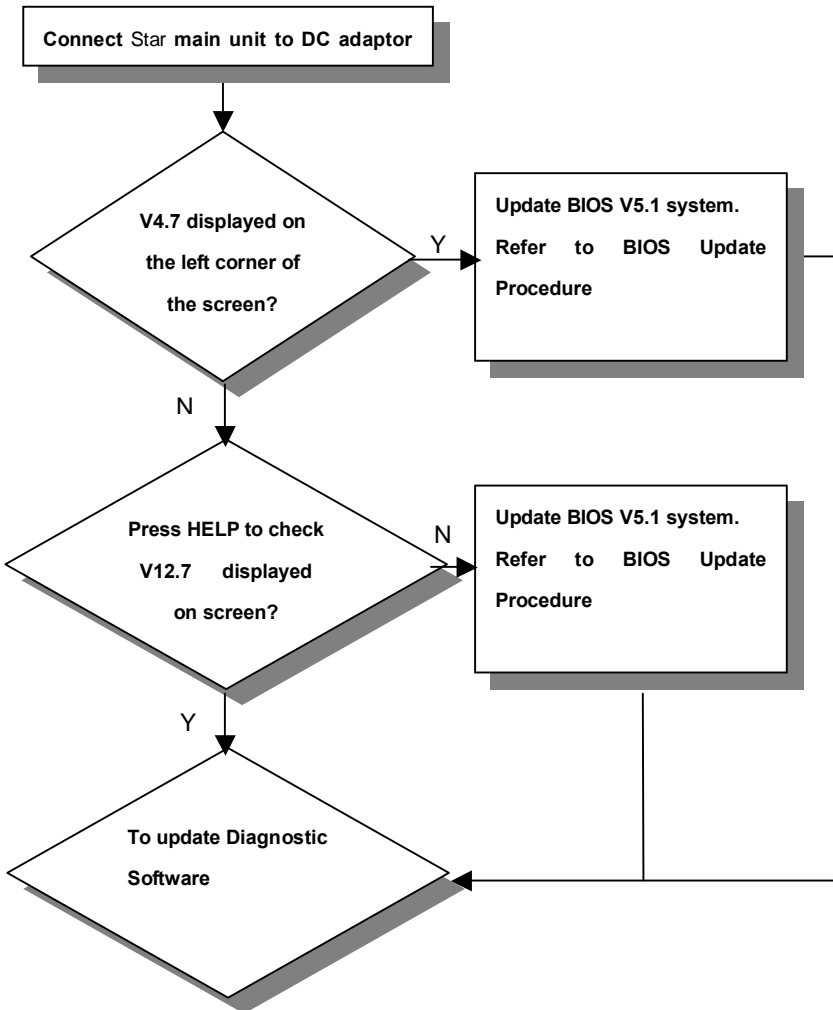 Connect Star main unit to DC adaptor
V4.7 displayed on
the left corner of
the screen?
Y
Update BIOS V5.1 system.
Refer to BIOS Update
Procedure
N
Press HELP to check
V12.7 displayed
on screen?
N
Update BIOS V5.1 system.
Refer to BIOS Update
Procedure
Y
To update Diagnostic
Software